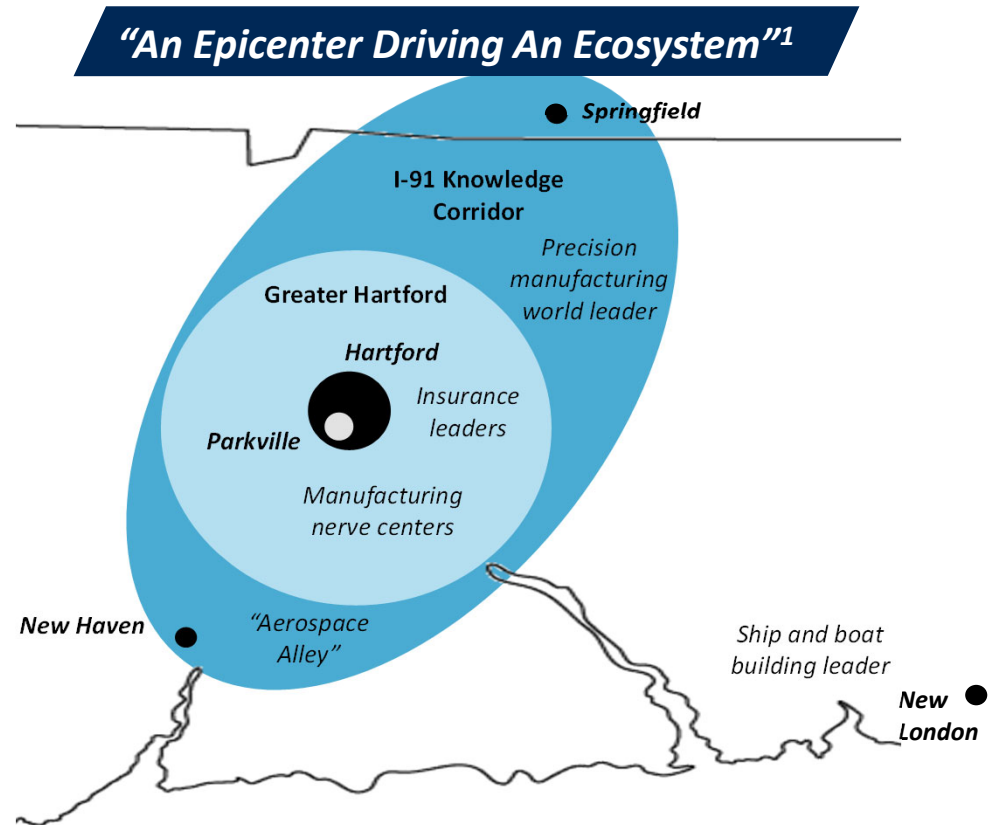 “An Epicenter Driving An Ecosystem”1
Springfield
I-91 Knowledge
Corridor
Precision
manufacturing
world leader
Greater Hartford
Hartford
Insurance
leaders
Parkville
Manufacturing
nerve centers
New Haven
“Aerospace
Alley”
Ship and boat
building leader
New
London